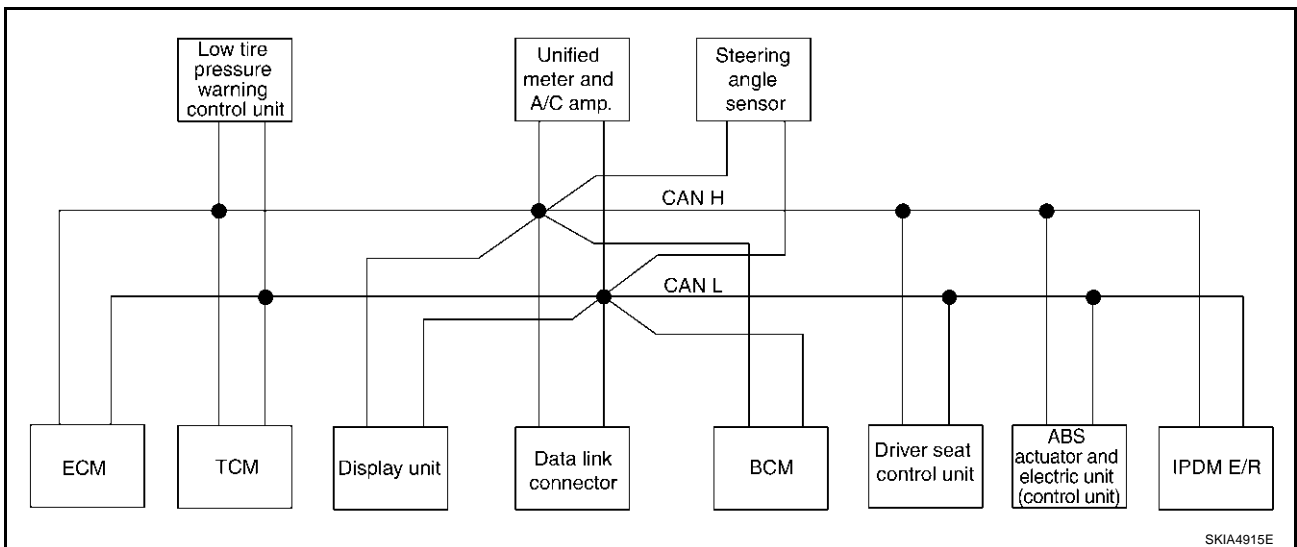 Low tire
pressure
warning
control unit
Unified
meter and
A/C amp.
Steering
angle
sensor
CAN H
CAN L
ECM
TCM
Display unit
Data link
connector
BCM
Driver seat
control unit
ABS
actuator and
electric unit
(control unit)
IPDM E/R
SKIA4915E